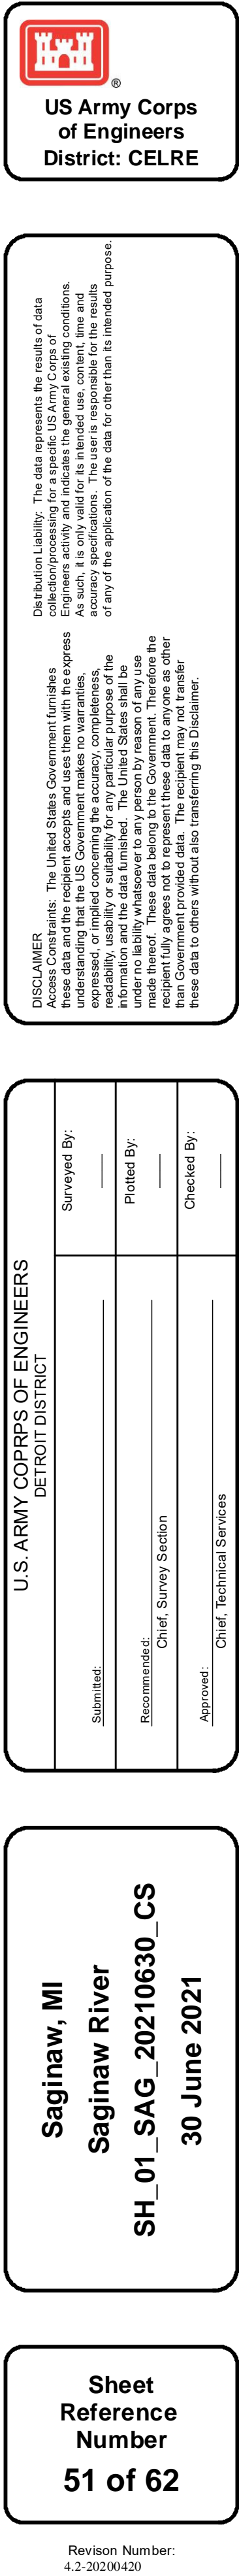 ®
US Army Corps
of Engineers
District: CELRE
DISCLAIMER
Access Constraints: The United States Government furnishes
these data and the recipient accepts and uses them with the express
understanding that the US Government makes no warranties,
expressed, or implied concerning the accuracy, completeness,
readability, usability or suitability for any particular purpose of the
information and the data furnished. The United States shall be
under no liability whatsoever to any person by reason of any use
made thereof. These data belong to the Government. Therefore the
recipient fully agrees not to represent these data to anyone as other
than Government provided data. The recipient may not transfer
these data to others without also transferring this Disclaimer.
Distribution Liability: The data represents the results of data
collection/processing for a specific US Army Corps of
Engineers activity and indicates the general existing conditions.
As such, it is only valid for its intended use, content, time and
accuracy specifications. The user is responsible for the results
of any of the application of the data for other than its intended purpose.
U.S. ARMY COPRPS OF ENGINEERS
DETROIT DISTRICT
Submitted:
Surveyed By:
Recommended:
Chief, Survey Section
Plotted By:
Approved:
Chief, Technical Services
Checked By:
Saginaw, MI
Saginaw River
SH_01_SAG_20210630_CS
30 June 2021
Sheet
Reference
Number
51 of 62
Revison Number:
4.2-20200420